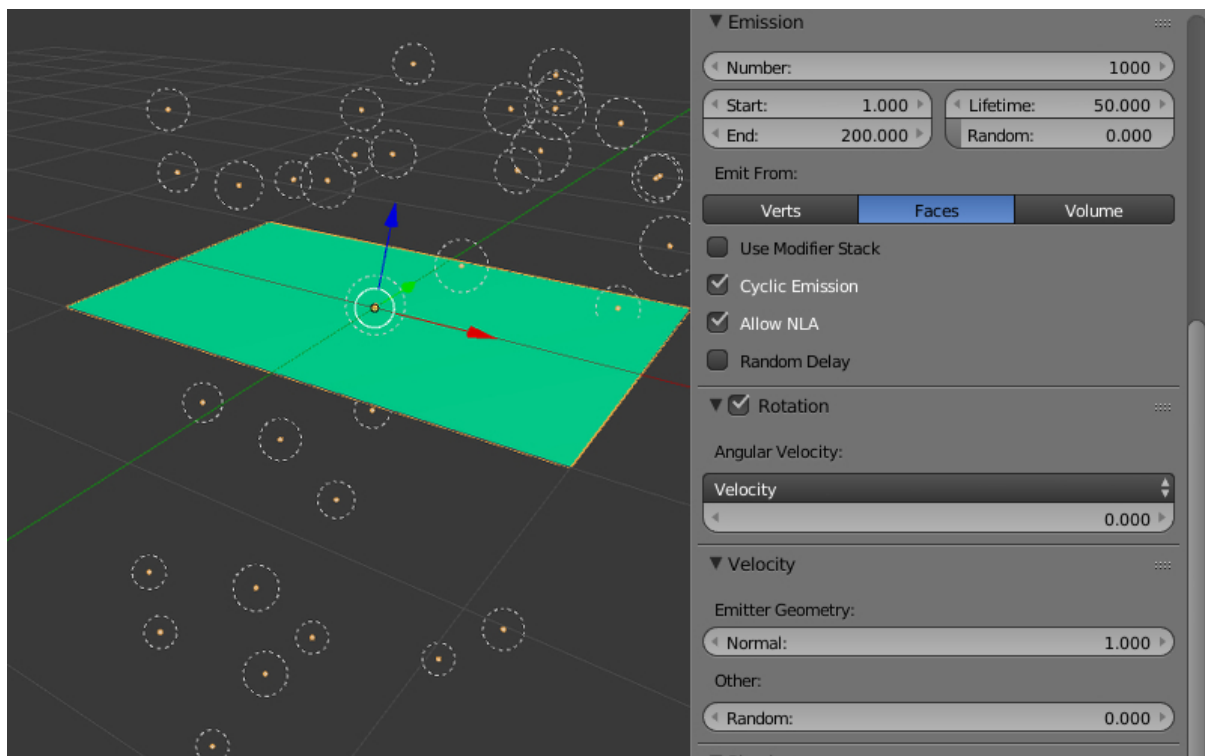 Emission
Number: 1000
Start: 1.000 Lifetime: 50.000
End: 200.000 Random: 0.000
Emit From:
Verts Faces Volume
Use Modifier Stack
Cyclic Emission
Allow NLA
Random Delay
Rotation
Angular Velocity:
Velocity
0.000
Velocity
Emitter Geometry:
Normal: 1.000
Other:
Random: 0.000